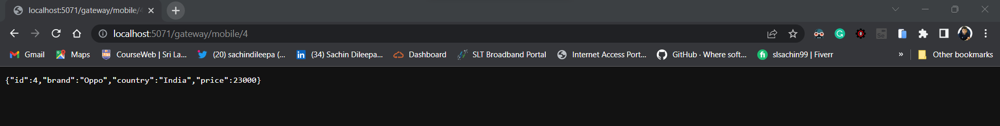 localhost:5071/gateway/mobile/4
localhost:5071/gateway/mobile/4
Gmail Maps CourseWeb | Sri La... (20) sachindileepa (... (34) Sachin Dileepa... Dashboard SLT Broadband Portal Internet Access Port... GitHub · Where soft... slsachin99 | Fiverr » Other bookmarks
{"id":4,"brand":"Oppo","country":"India","price":23000}